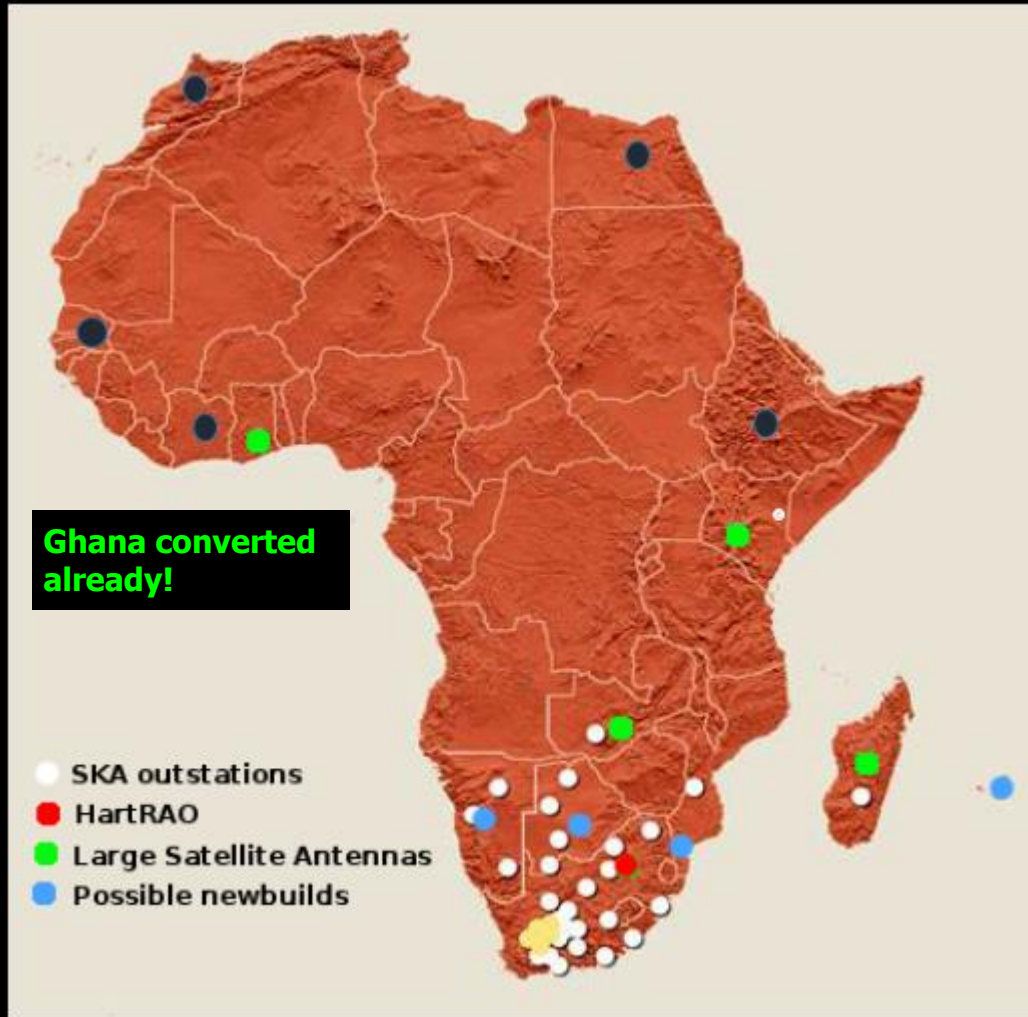 Ghana converted
already!
SKA outstations
HartRAO
Large Satellite Antennas
Possible newbuilds